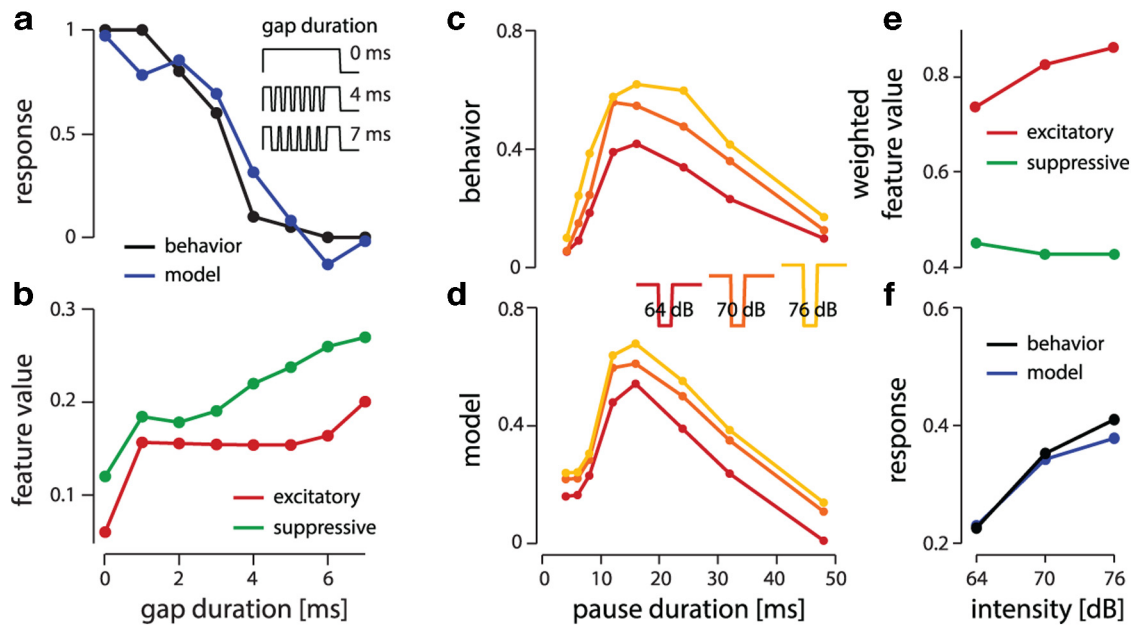 a
gap duration
0 ms
4 ms
7 ms
1
0.5
0
response
behavior
model
b
0.3
0.2
0.1
feature value
excitatory
suppressive
0 2 4 6
gap duration [ms]
c
0.8
0.4
0
behavior
64 dB 70 dB 76 dB
d
0.8
0.4
0
model
0 10 20 30 40 50
pause duration [ms]
e
0.8
0.6
0.4
weighted
feature value
excitatory
suppressive
f
0.6
0.4
0.2
response
behavior
model
64 70 76
intensity [dB]